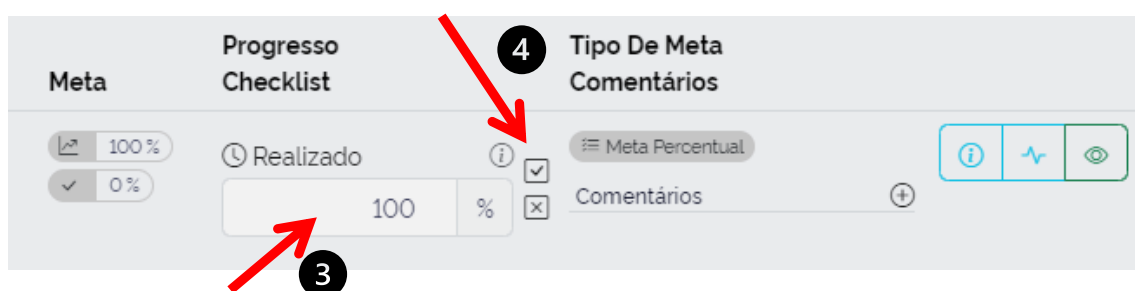 Meta
Progresso
Checklist
4
Tipo De Meta
Comentários
100 %
0 %
Realizado
100 %
Meta Percentual
Comentários
3